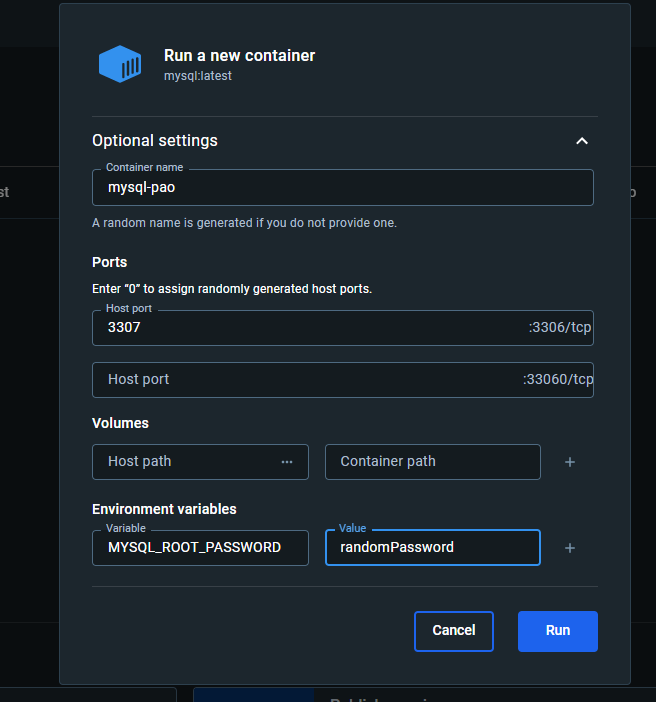 Run a new container
mysql:latest
Optional settings
Container name
mysql-pao
A random name is generated if you do not provide one.
Ports
Enter “0” to assign randomly generated host ports.
Host port
3307 :3306/tcp
Host port :33060/tcp
Volumes
Host path ... Container path +
Environment variables
Variable Value
MYSQL_ROOT_PASSWORD randomPassword +
Cancel Run